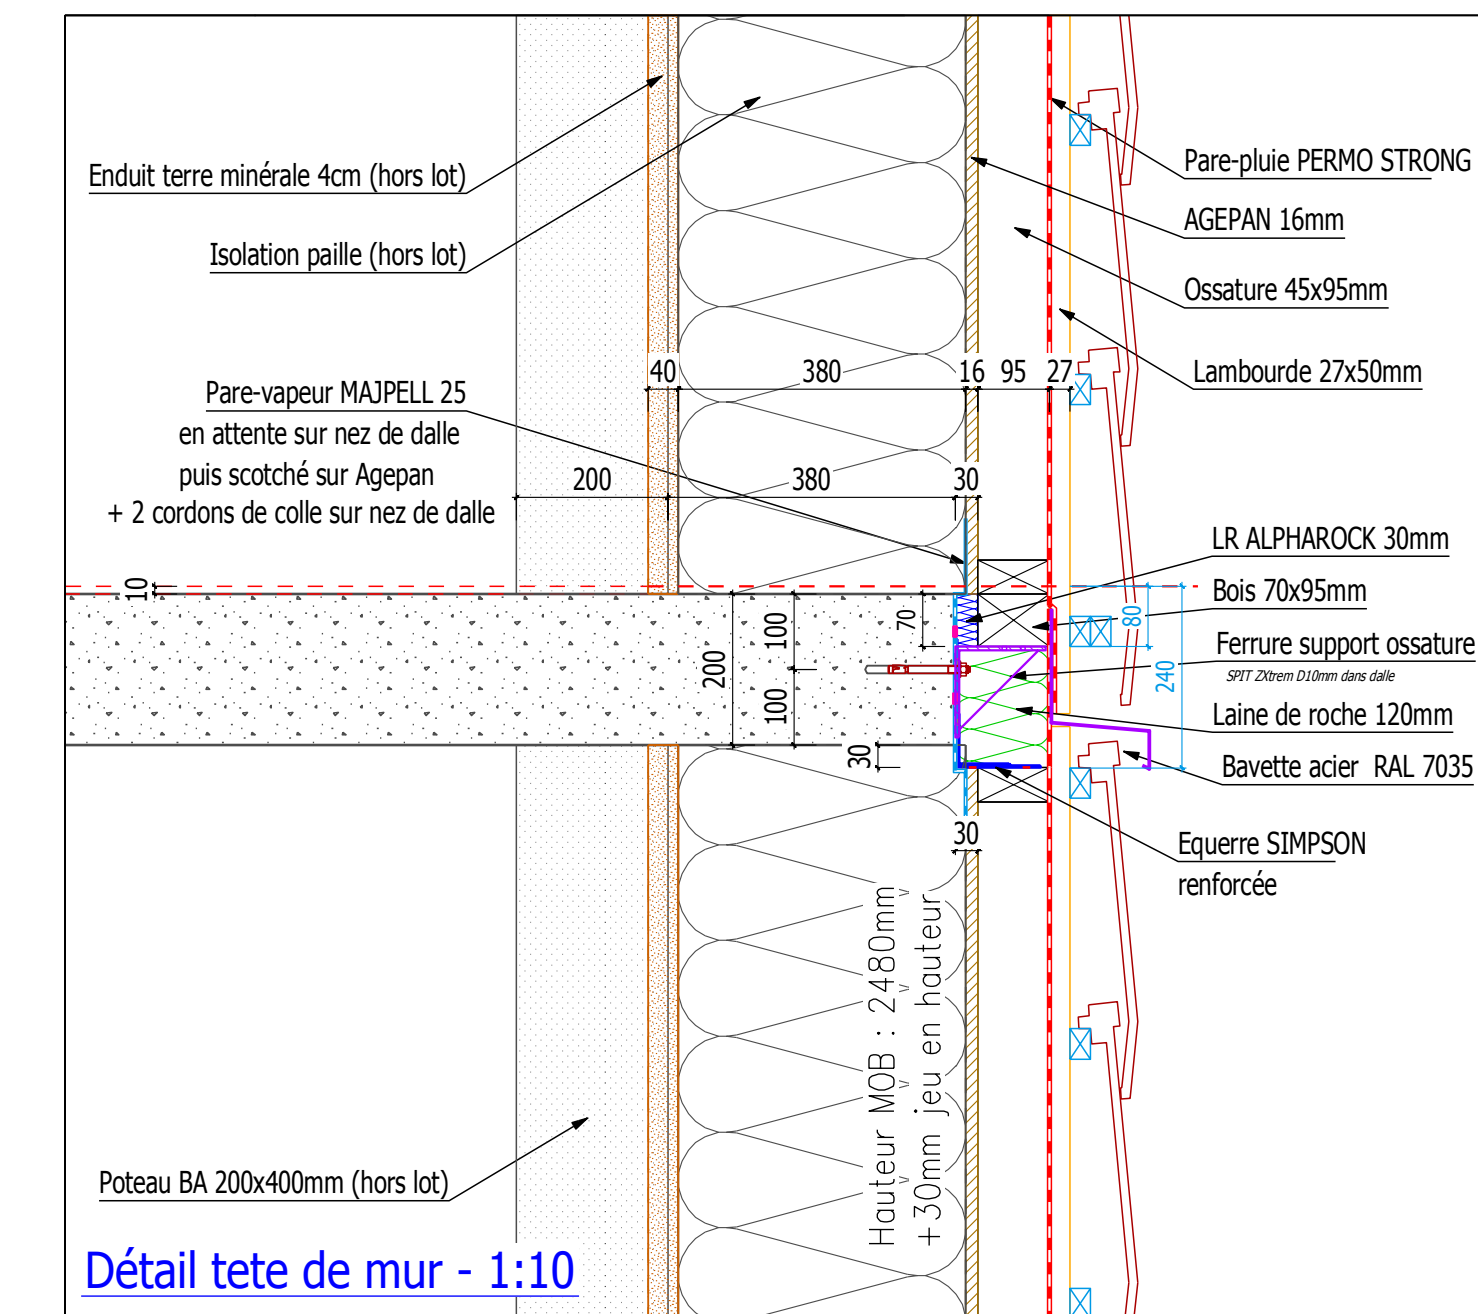 Enduit terre minérale 4cm (hors lot)
Isolation paille (hors lot)
Pare-vapeur MAJPELL 25
en attente sur nez de dalle
puis scotché sur Agepan
+ 2 cordons de colle sur nez de dalle
Pare-pluie PERMO STRONG
AGEPAN 16mm
Ossature 45x95mm
Lambourde 27x50mm
40
380
16
95
27
200
380
30
LR ALPHAROCK 30mm
Bois 70x95mm
Ferrure support ossature
SPIT ZXtrem D10mm dans dalle
Laine de roche 120mm
Bavette acier RAL 7035
Equerre SIMPSON
renforcée
10
200
100
100
70
30
80
240
30
Hauteur MOB : 2480mm
+30mm jeu en hauteur
Poteau BA 200x400mm (hors lot)
Détail tete de mur - 1:10